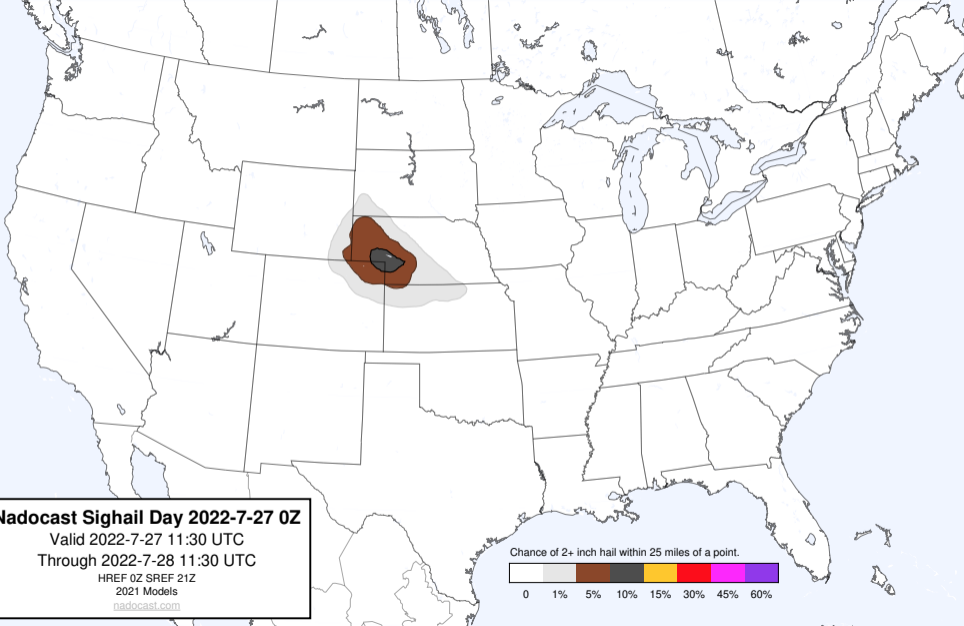 Nadocast Sighail Day 2022-7-27 0Z
Valid 2022-7-27 11:30 UTC
Through 2022-7-28 11:30 UTC
HREF 0Z SREF 21Z
2021 Models
nadocast.com
Chance of 2+ inch hail within 25 miles of a point.
0 1% 5% 10% 15% 30% 45% 60%